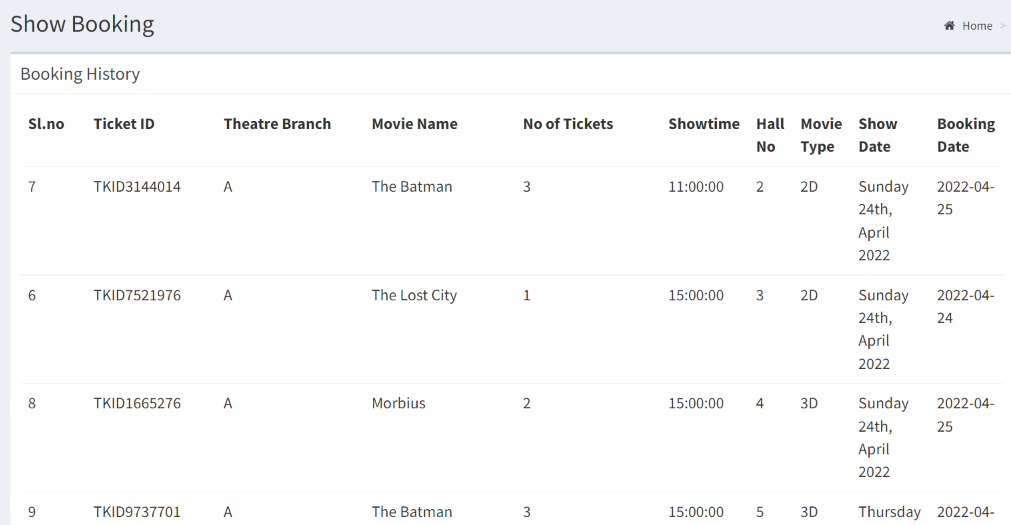 Show Booking
Home >
Booking History
Sl.no Ticket ID Theatre Branch Movie Name No of Tickets Showtime Hall No Movie Type Show Date Booking Date
7 TKID3144014 A The Batman 3 11:00:00 2 2D Sunday 24th, April 2022 2022-04-25
6 TKID7521976 A The Lost City 1 15:00:00 3 2D Sunday 24th, April 2022 2022-04-24
8 TKID1665276 A Morbius 2 15:00:00 4 3D Sunday 24th, April 2022 2022-04-25
9 TKID9737701 A The Batman 3 15:00:00 5 3D Thursday 2022-04-